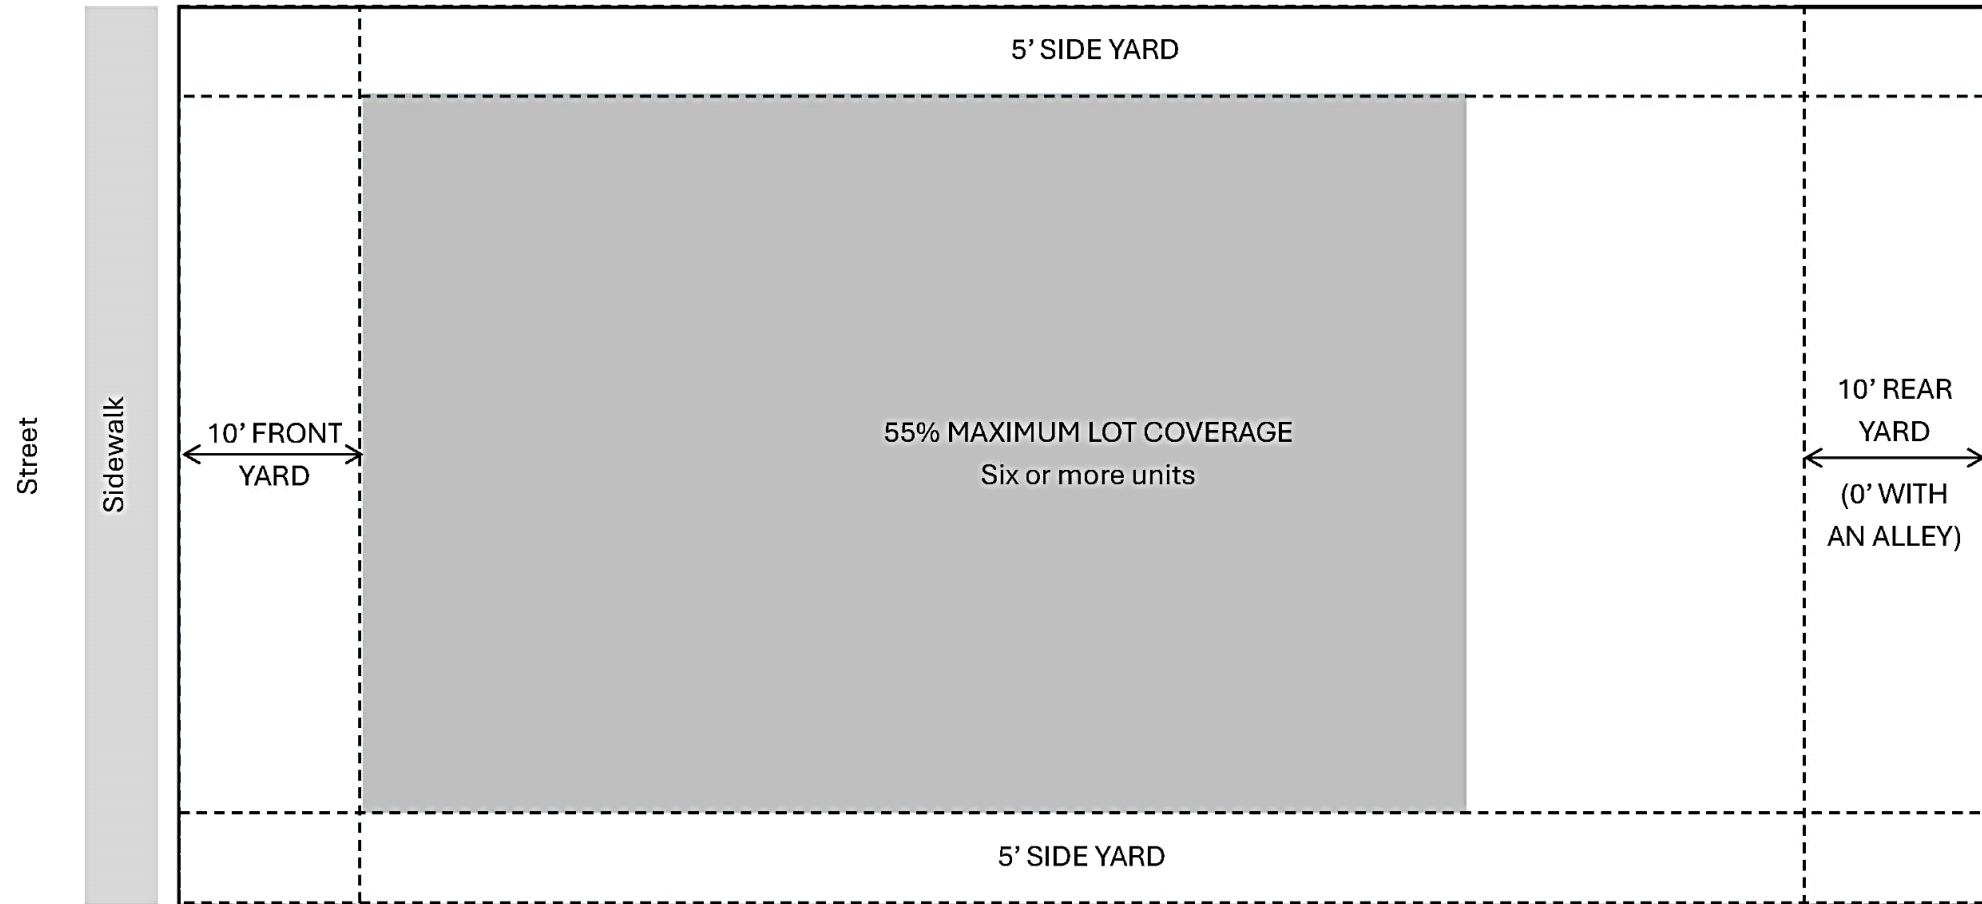 5’ SIDE YARD
Street
Sidewalk
10’ FRONT
YARD
55% MAXIMUM LOT COVERAGE
Six or more units
10’ REAR
YARD
(0’ WITH
AN ALLEY)
5’ SIDE YARD